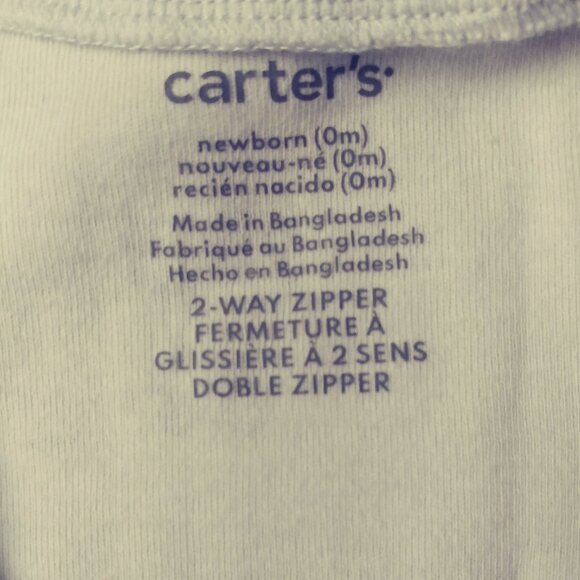 carter's
newborn (0m)
nouveau-né (0m)
recién nacido (0m)
Made in Bangladesh
Fabriqué au Bangladesh
Hecho en Bangladesh
2-WAY ZIPPER
FERMETURE À
GLISSIÈRE À 2 SENS
DOBLE ZIPPER